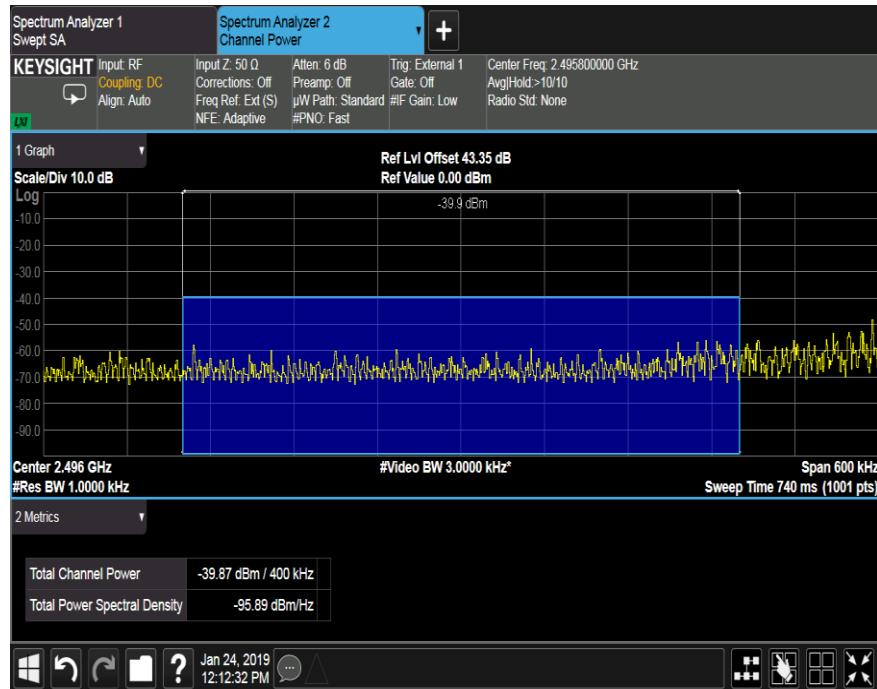 Spectrum Analyzer 1
Swept SA
Spectrum Analyzer 2
Channel Power
KEYSIGHT
Input: RF
Coupling: DC
Align: Auto
LXI
Input Z: 50 Ω
Corrections: Off
Freq Ref: Ext (S)
NFE: Adaptive
Atten: 6 dB
Preamp: Off
µW Path: Standard
#PNO: Fast
Trig: External 1
Gate: Off
#IF Gain: Low
Center Freq: 2.495800000 GHz
Avg|Hold:>10/10
Radio Std: None
1 Graph
Scale/Div 10.0 dB
Ref Lvl Offset 43.35 dB
Ref Value 0.00 dBm
Log
-39.9 dBm
-10.0
-20.0
-30.0
-40.0
-50.0
-60.0
-70.0
-80.0
-90.0
Center 2.496 GHz
#Video BW 3.0000 kHz*
Span 600 kHz
#Res BW 1.0000 kHz
Sweep Time 740 ms (1001 pts)
2 Metrics
Total Channel Power -39.87 dBm / 400 kHz
Total Power Spectral Density -95.89 dBm/Hz
?
Jan 24, 2019
12:12:32 PM